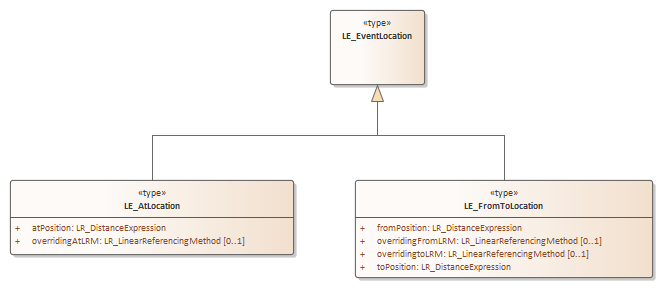 «type»
LE_EventLocation
«type»
LE_AtLocation
+ atPosition: LR_DistanceExpression
+ overridingAtLRM: LR_LinearReferencingMethod [0..1]
«type»
LE_FromToLocation
+ fromPosition: LR_DistanceExpression
+ overridingFromLRM: LR_LinearReferencingMethod [0..1]
+ overridingtoLRM: LR_LinearReferencingMethod [0..1]
+ toPosition: LR_DistanceExpression